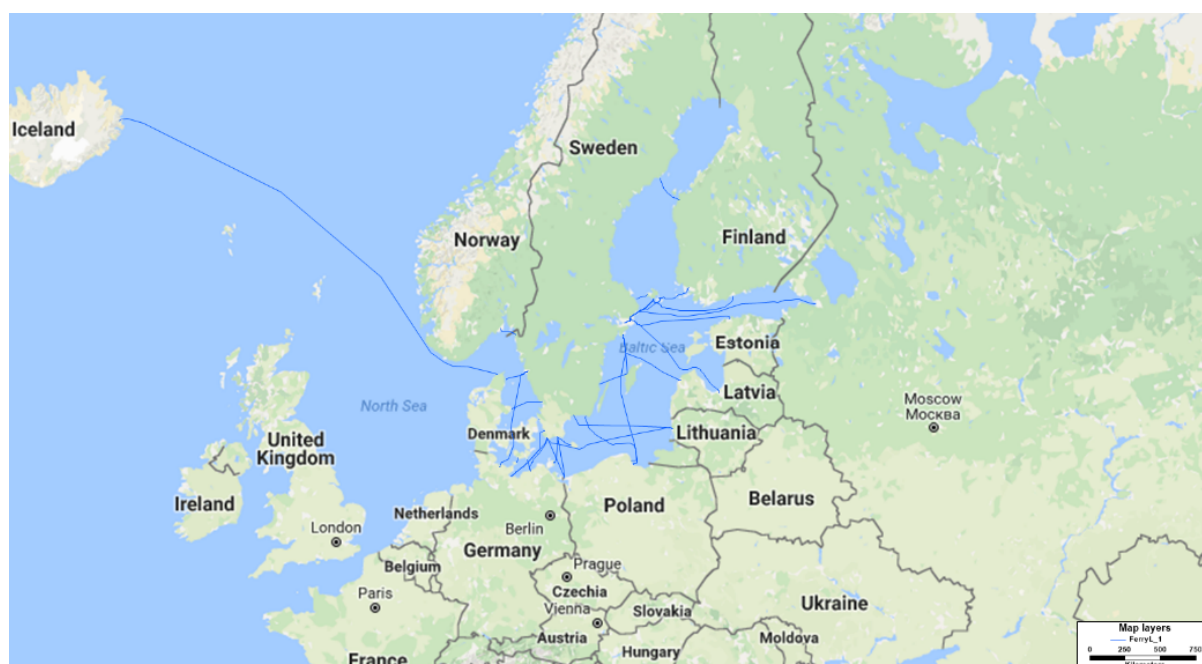 Iceland
Sweden
Norway
Finland
Baltic Sea
Estonia
North Sea
Latvia
Moscow
Москва
Denmark
Lithuania
United
Kingdom
Ireland
Netherlands
Poland
Belarus
London
Berlin
Germany
Belgium
Prague
Czechia
Paris
Vienna
Slovakia
Ukraine
Austria
Hungary
Moldova
France
Map layers
FerryL_1
0 250 500 750
Kilometers